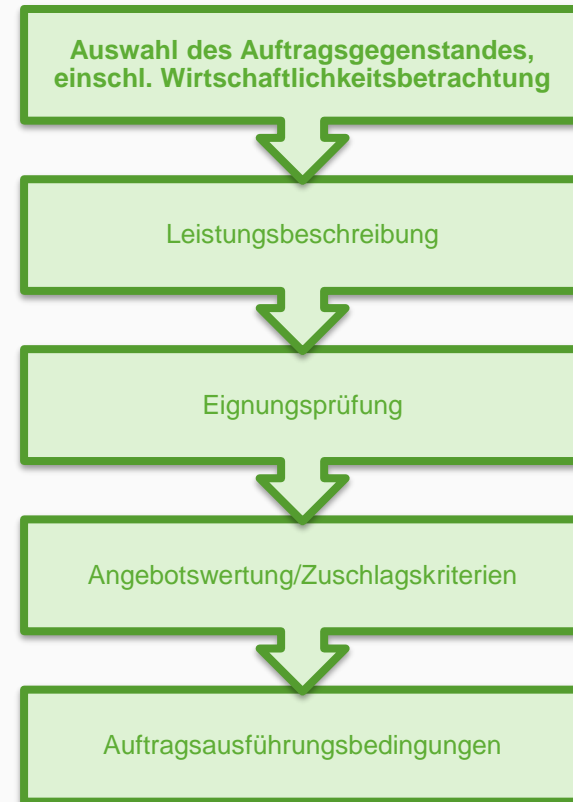 Auswahl des Auftragsgegenstandes,
einschl. Wirtschaftlichkeitsbetrachtung
Leistungsbeschreibung
Eignungsprüfung
Angebotswertung/Zuschlagskriterien
Auftragsausführungsbedingungen